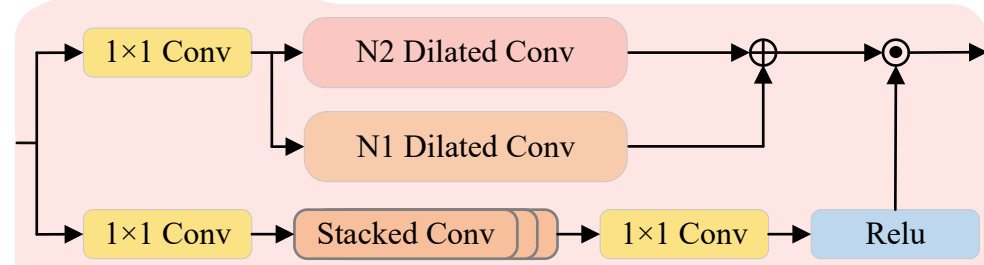 1×1 Conv
N2 Dilated Conv
N1 Dilated Conv
1×1 Conv
Stacked Conv
1×1 Conv
Relu